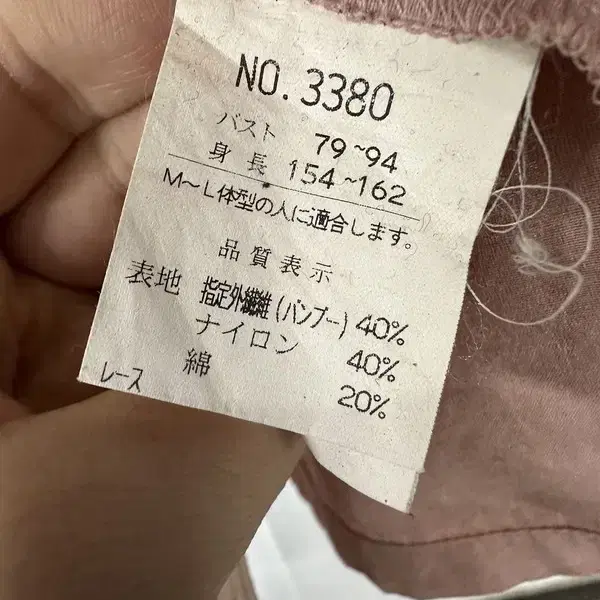 NO. 3380
バスト 79~94
身長 154~162
M~L体型の人に適合します。
品質表示
表地 指定外繊維(バンブー) 40%
ナイロン 40%
綿 20%
レース